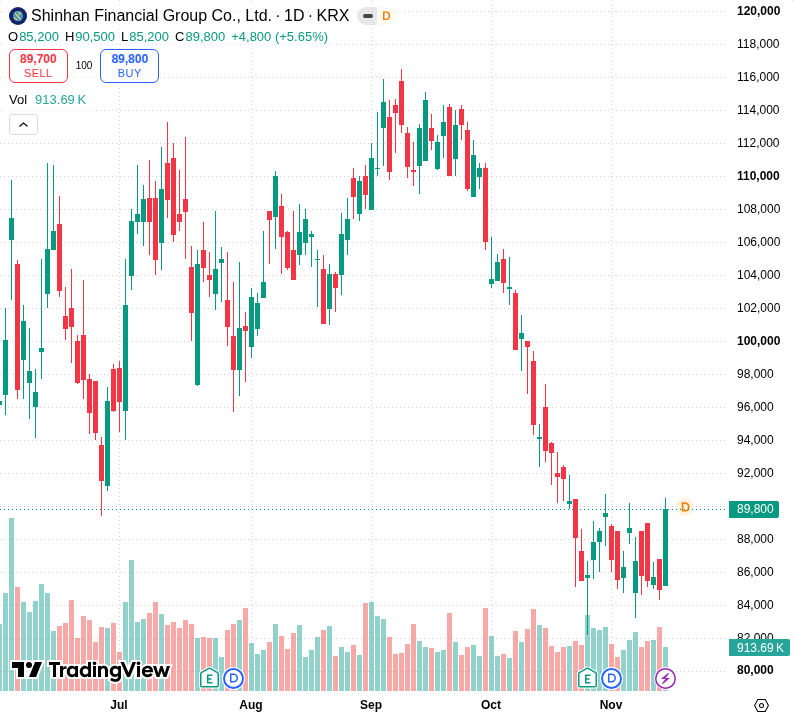 Shinhan Financial Group Co., Ltd. · 1D · KRX D
O85,200 H90,500 L85,200 C89,800 +4,800 (+5.65%)
89,700 SELL 100 89,800 BUY
Vol 913.69 K
120,000
118,000
116,000
114,000
112,000
110,000
108,000
106,000
104,000
102,000
100,000
98,000
96,000
94,000
92,000
D 89,800
88,000
86,000
84,000
82,000
913.69 K
80,000
TradingView E D E D
Jul Aug Sep Oct Nov